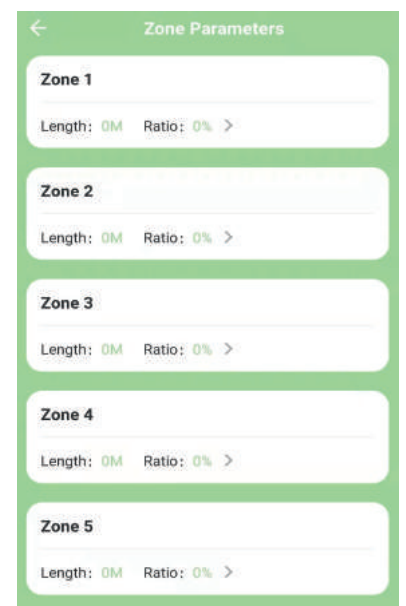 Zone Parameters
Zone 1
Length: 0M Ratio: 0%
Zone 2
Length: 0M Ratio: 0%
Zone 3
Length: 0M Ratio: 0%
Zone 4
Length: 0M Ratio: 0%
Zone 5
Length: 0M Ratio: 0%